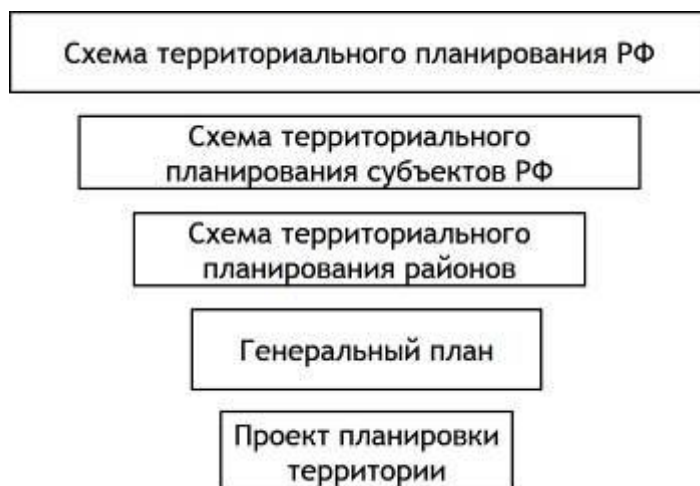 Схема территориального планирования РФ
Схема территориального
планирования субъектов РФ
Схема территориального
планирования районов
Генеральный план
Проект планировки
территории